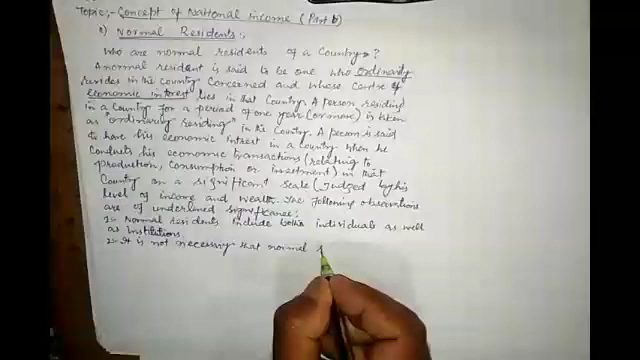 Topic:- Concept of National income (Part b)
e) Normal Residents:-
Who are normal residents of a Country?
A normal resident is said to be one who ordinarily
resides in the country concerned and whose centre of
economic interest lies in that Country. A person residing
in a Country for a period of one year (or more) is taken
as "ordinary residing" in the Country. A person is said
to have his economic interest in a country when he
conducts his economic transactions (relating to
production, Consumption or investment) in that
Country on a significant Scale (Judged by his
level of income and wealth. The following observations
are of underlined significance:
1:- Normal residents include both individuals as well
as Institutions.
2:- It is not necessary that normal